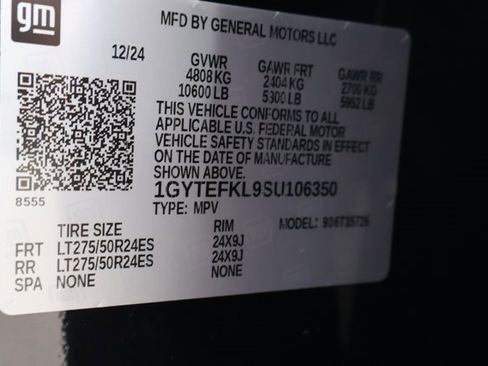 gm
MFD BY GENERAL MOTORS LLC
12/24 GVWR GAWR FRT GAWR RR
4808 KG 2404 KG 2700 KG
10600 LB 5300 LB 5952 LB
THIS VEHICLE CONFORMS TO ALL
APPLICABLE U.S. FEDERAL MOTOR
VEHICLE SAFETY STANDARDS IN EFFECT
ON THE DATE OF MANUFACTURE
SHOWN ABOVE.
8555 1GYTEFKL9SU106350
TYPE: MPV
TIRE SIZE RIM
FRT LT275/50R24ES 24X9J
RR LT275/50R24ES 24X9J
SPA NONE NONE